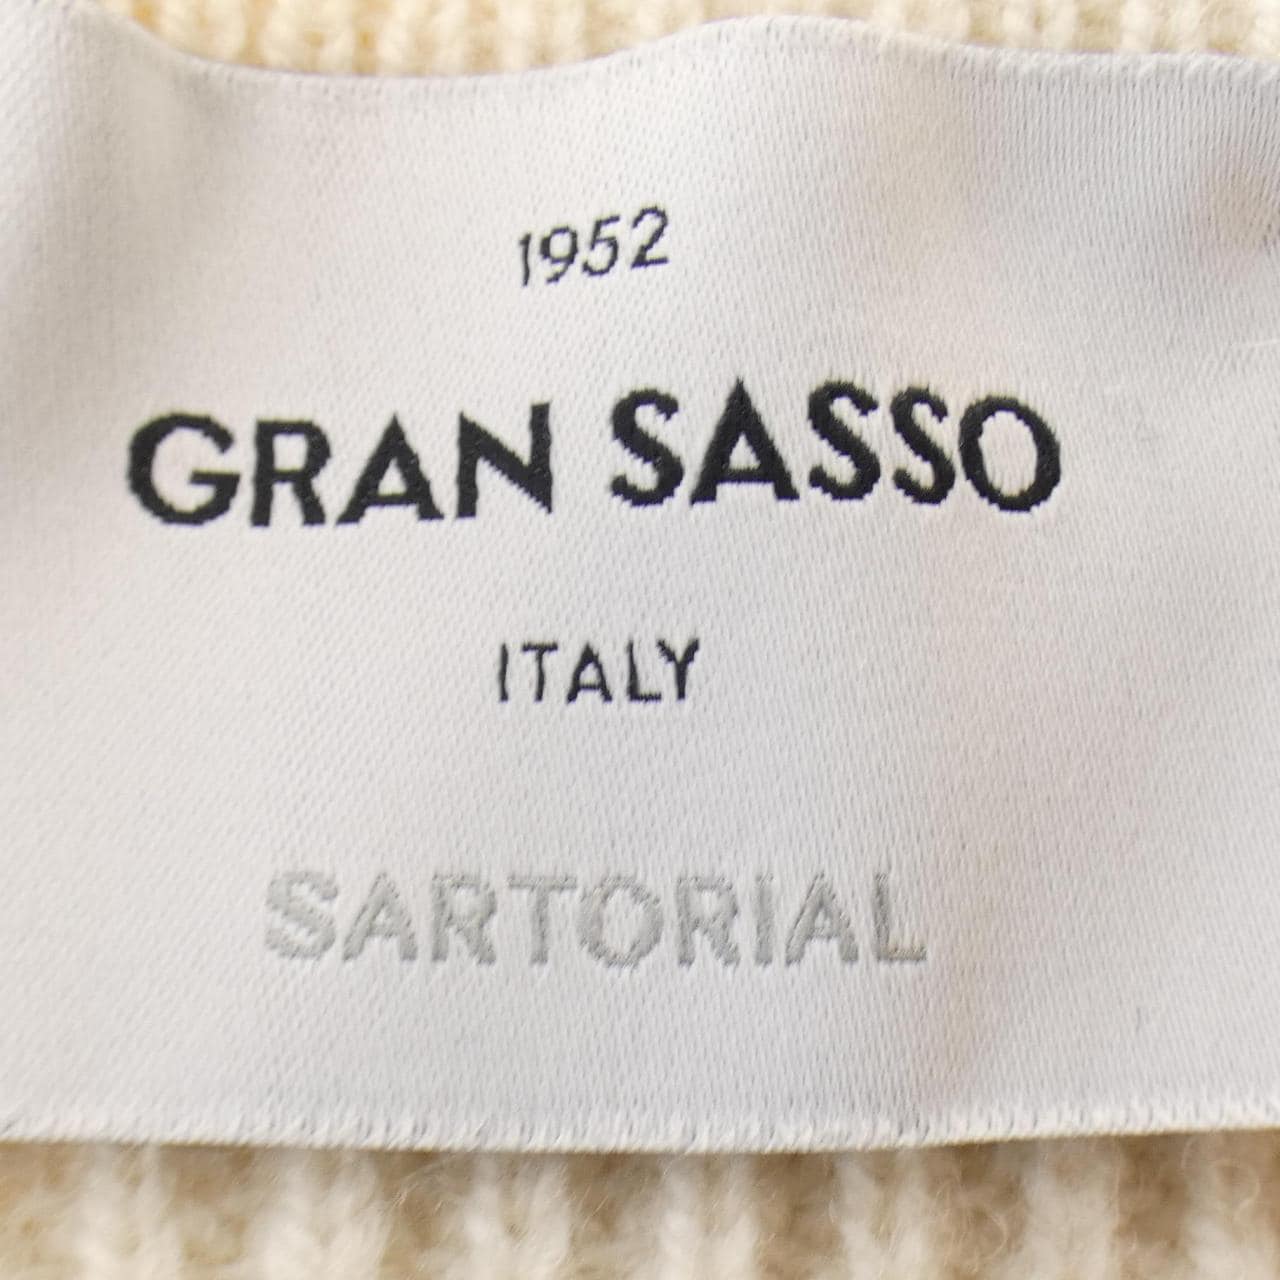 1952
GRAN SASSO
ITALY
SARTORIAL